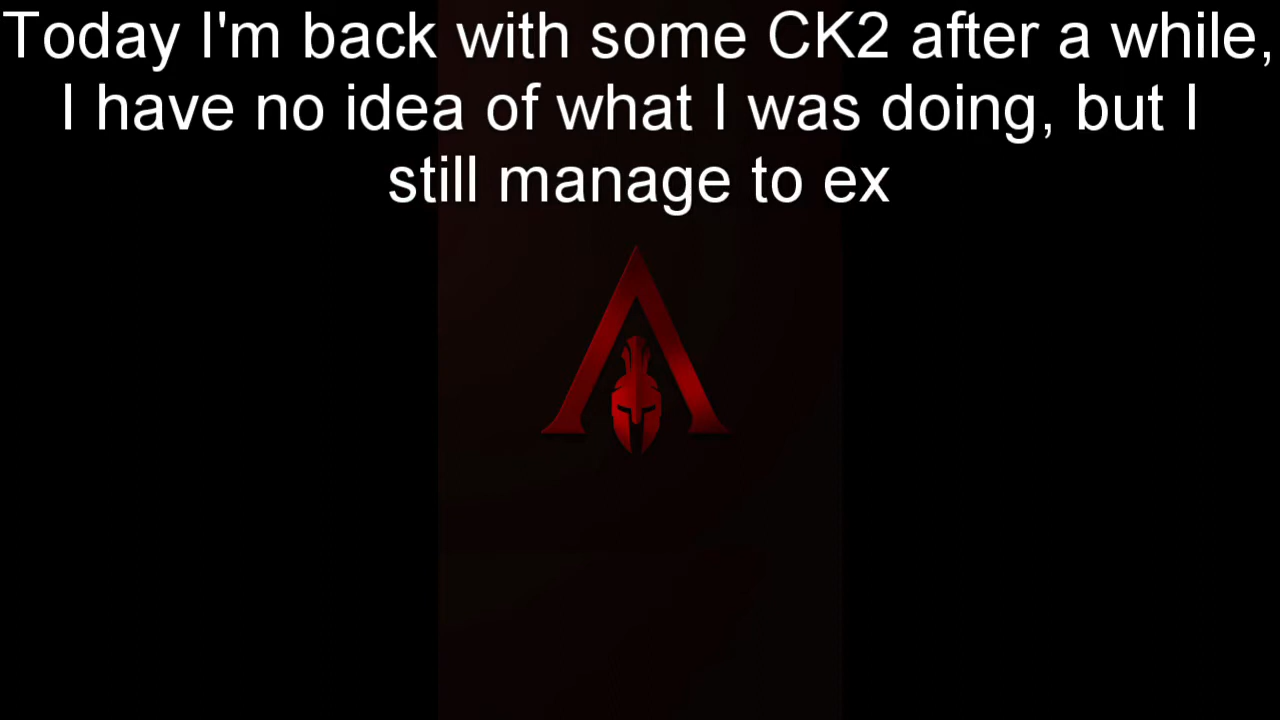 Today I'm back with some CK2 after a while,
I have no idea of what I was doing, but I
still manage to ex